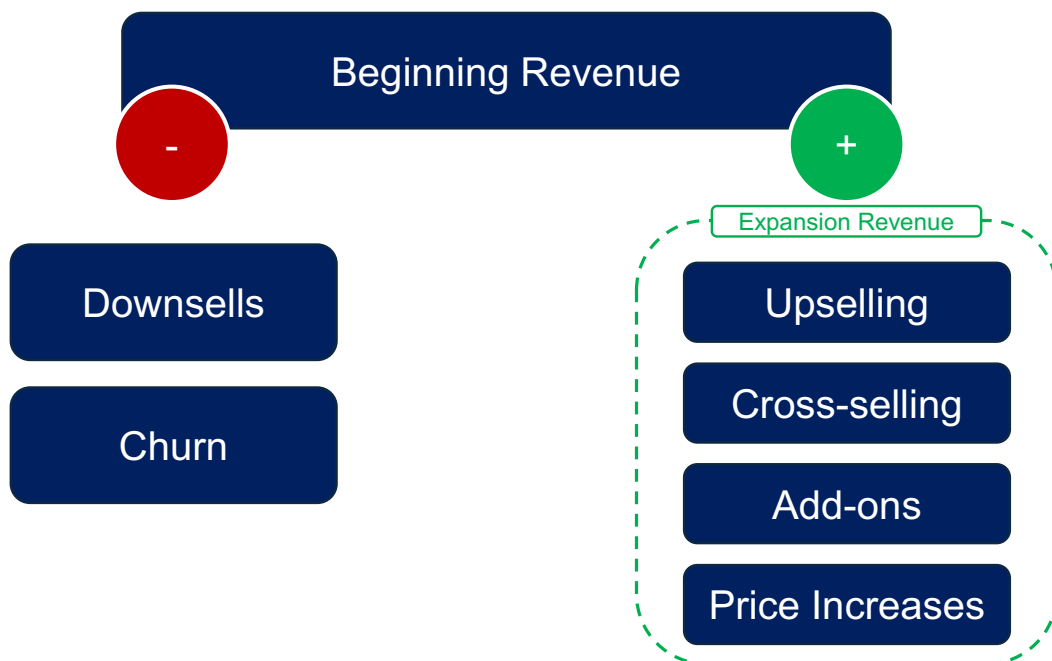 Beginning Revenue
-
+
Expansion Revenue
Downsells
Churn
Upselling
Cross-selling
Add-ons
Price Increases